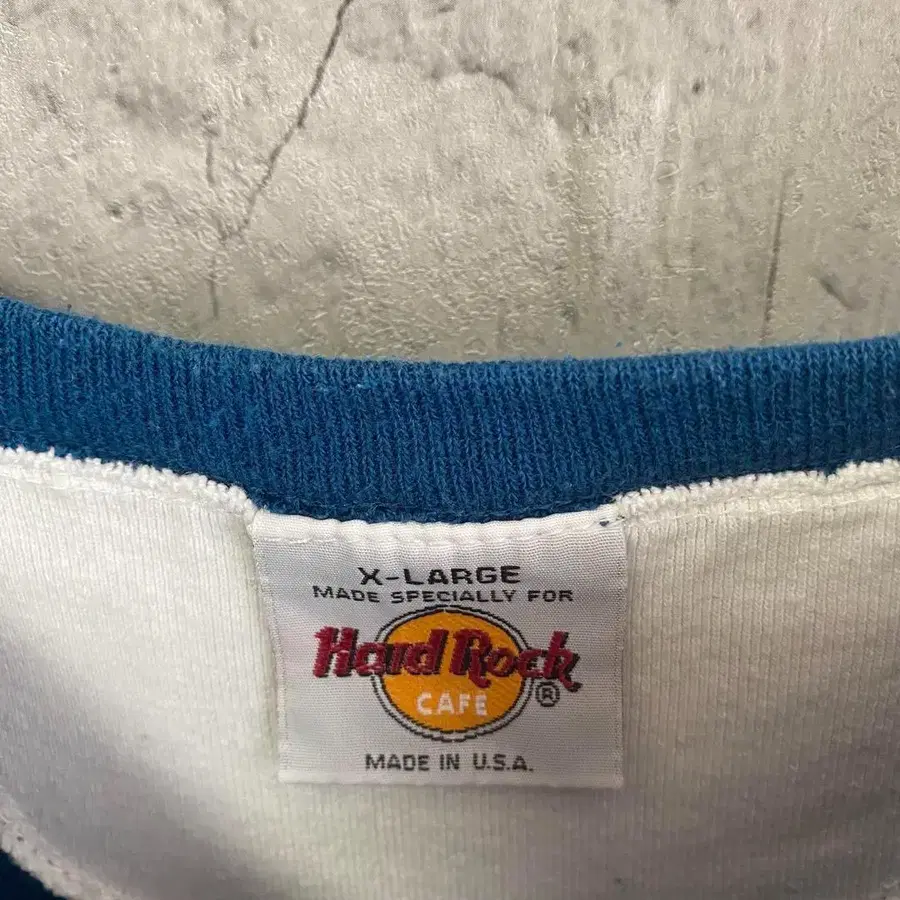 X-LARGE
MADE SPECIALLY FOR
Hard Rock
CAFE
®
MADE IN U.S.A.